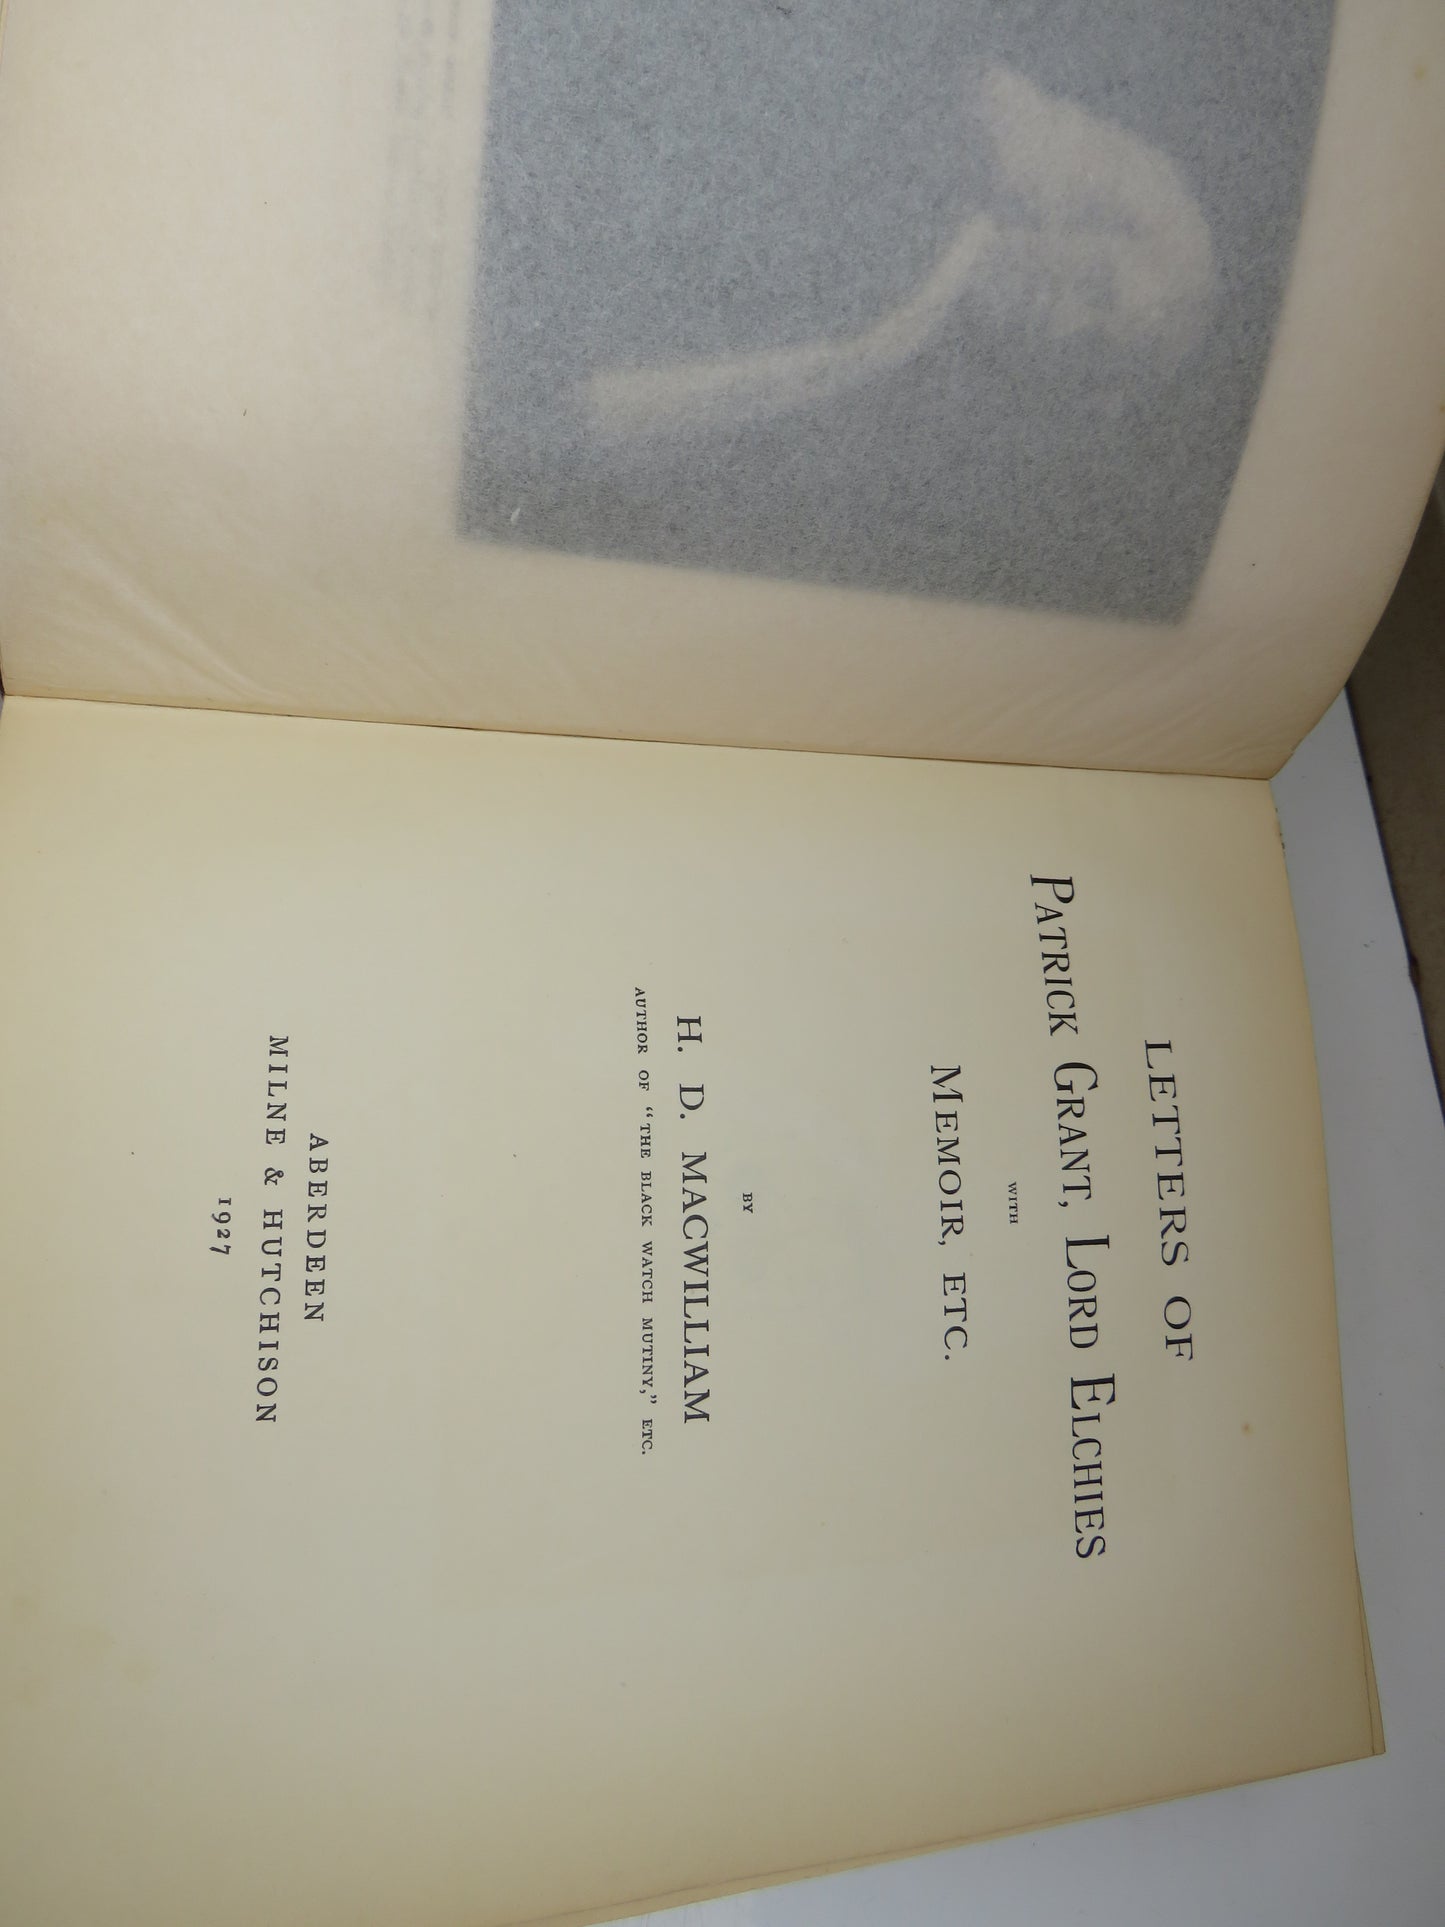 LETTERS OF
PATRICK GRANT, LORD ELCHIES
WITH
MEMOIR, ETC.
BY
H. D. MACWILLIAM
AUTHOR OF "THE BLACK WATCH MUTINY," ETC.
ABERDEEN
MILNE & HUTCHISON
1927